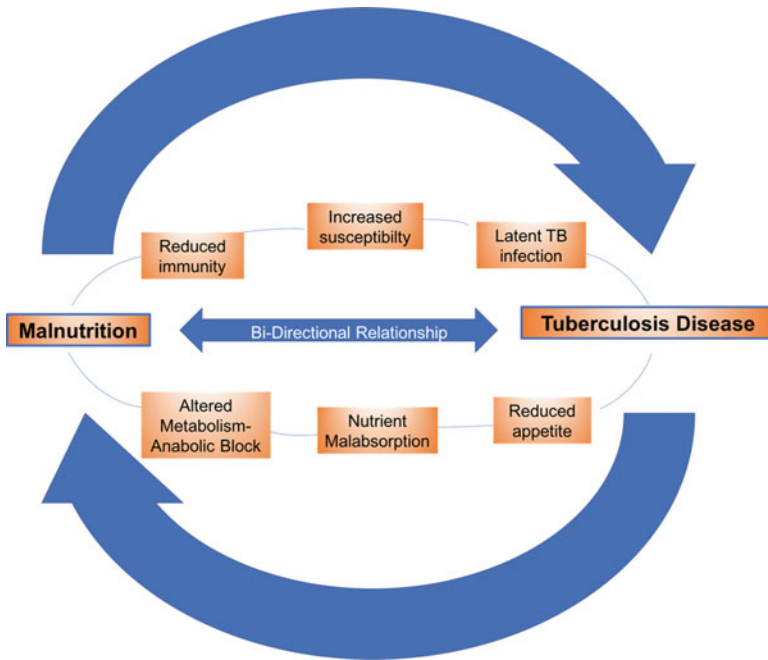 Increased
susceptibilty
Reduced
immunity
Latent TB
infection
Malnutrition
Bi-Directional Relationship
Tuberculosis Disease
Altered
Metabolism-
Anabolic Block
Nutrient
Malabsorption
Reduced
appetite